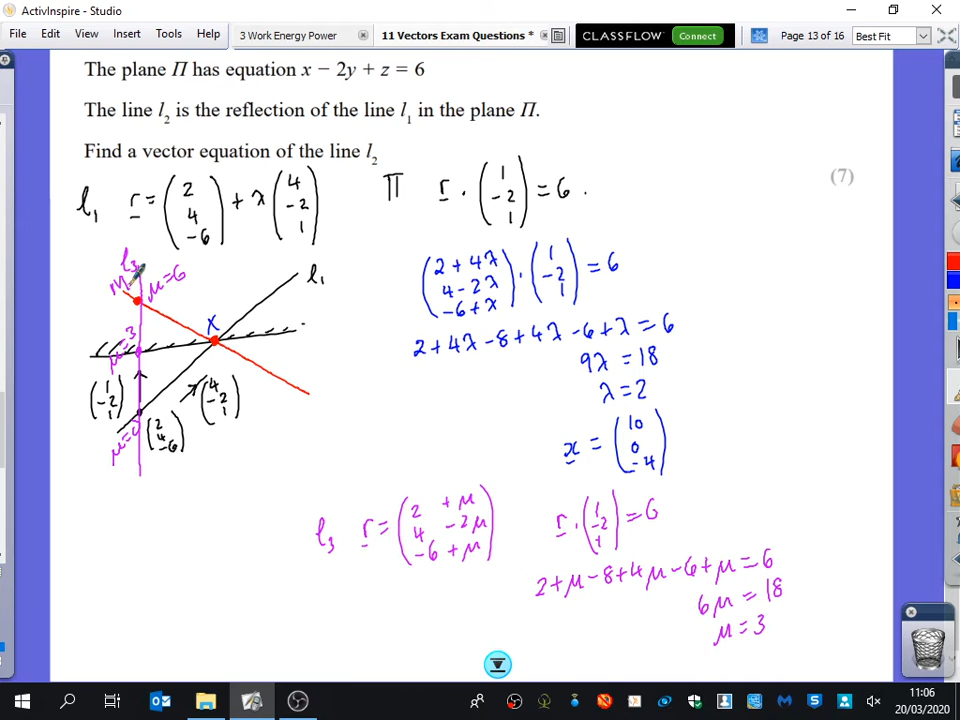 ActivInspire - Studio
File Edit View Insert Tools Help
3 Work Energy Power
11 Vectors Exam Questions *
CLASSFLOW Connect
Page 13 of 16
Best Fit
The plane Π has equation x − 2y + z = 6
The line l₂ is the reflection of the line l₁ in the plane Π.
Find a vector equation of the line l₂
(7)
l₁ r = (2 4 -6) + λ (4 -2 1)
Π r · (1 -2 1) = 6
(2 + 4λ 4 - 2λ -6 + λ) · (1 -2 1) = 6
2 + 4λ - 8 + 4λ - 6 + λ = 6
9λ = 18
λ = 2
x = (10 0 -4)
l₃
M
μ = 6
l₁
X
μ = 3
(1 -2 1)
(4 -2 1)
(2 4 -6)
μ = 0
l₃ r = (2 + μ 4 - 2μ -6 + μ)
r · (1 -2 1) = 6
2 + μ - 8 + 4μ - 6 + μ = 6
6μ = 18
μ = 3
11:06
20/03/2020